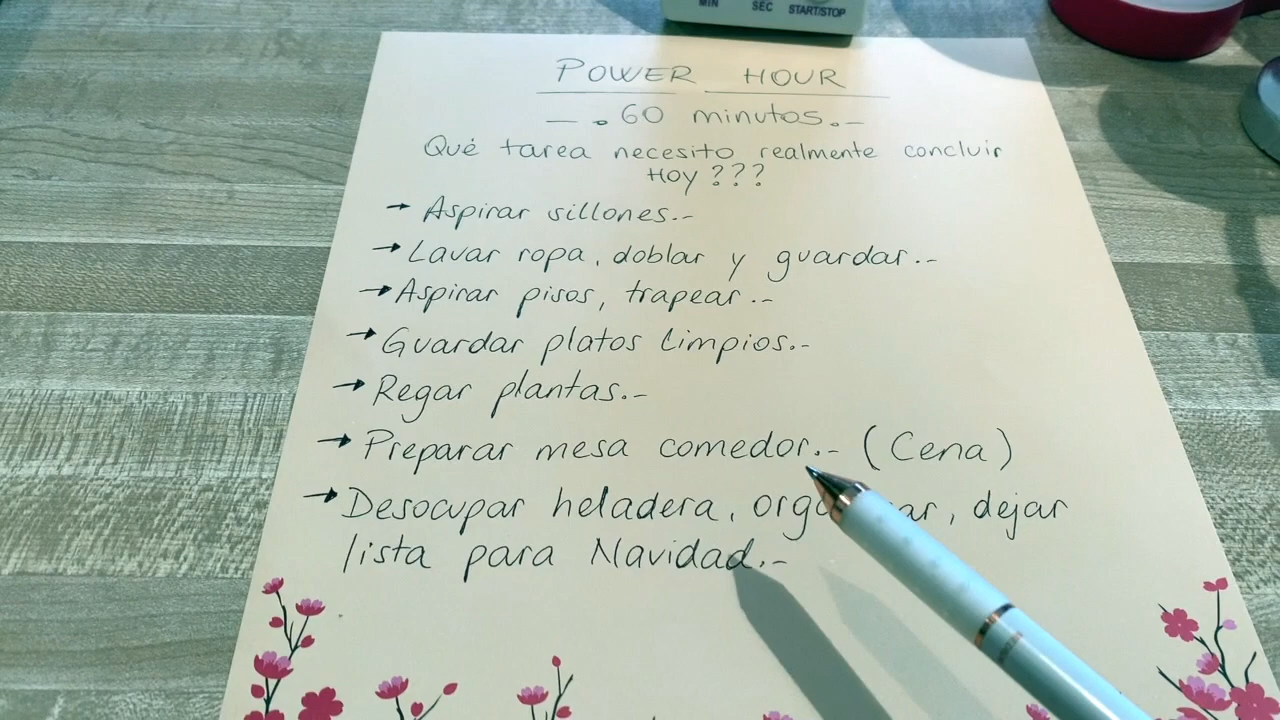 MIN SEC START/STOP
POWER HOUR
— . 60 minutos.—
Qué tarea necesito realmente concluir
Hoy ???
→ Aspirar sillones.-
→ Lavar ropa, doblar y guardar.-
→ Aspirar pisos, trapear.-
→ Guardar platos limpios.-
→ Regar plantas.-
→ Preparar mesa comedor.- (Cena)
→ Desocupar heladera, dejar
lista para Navidad.-